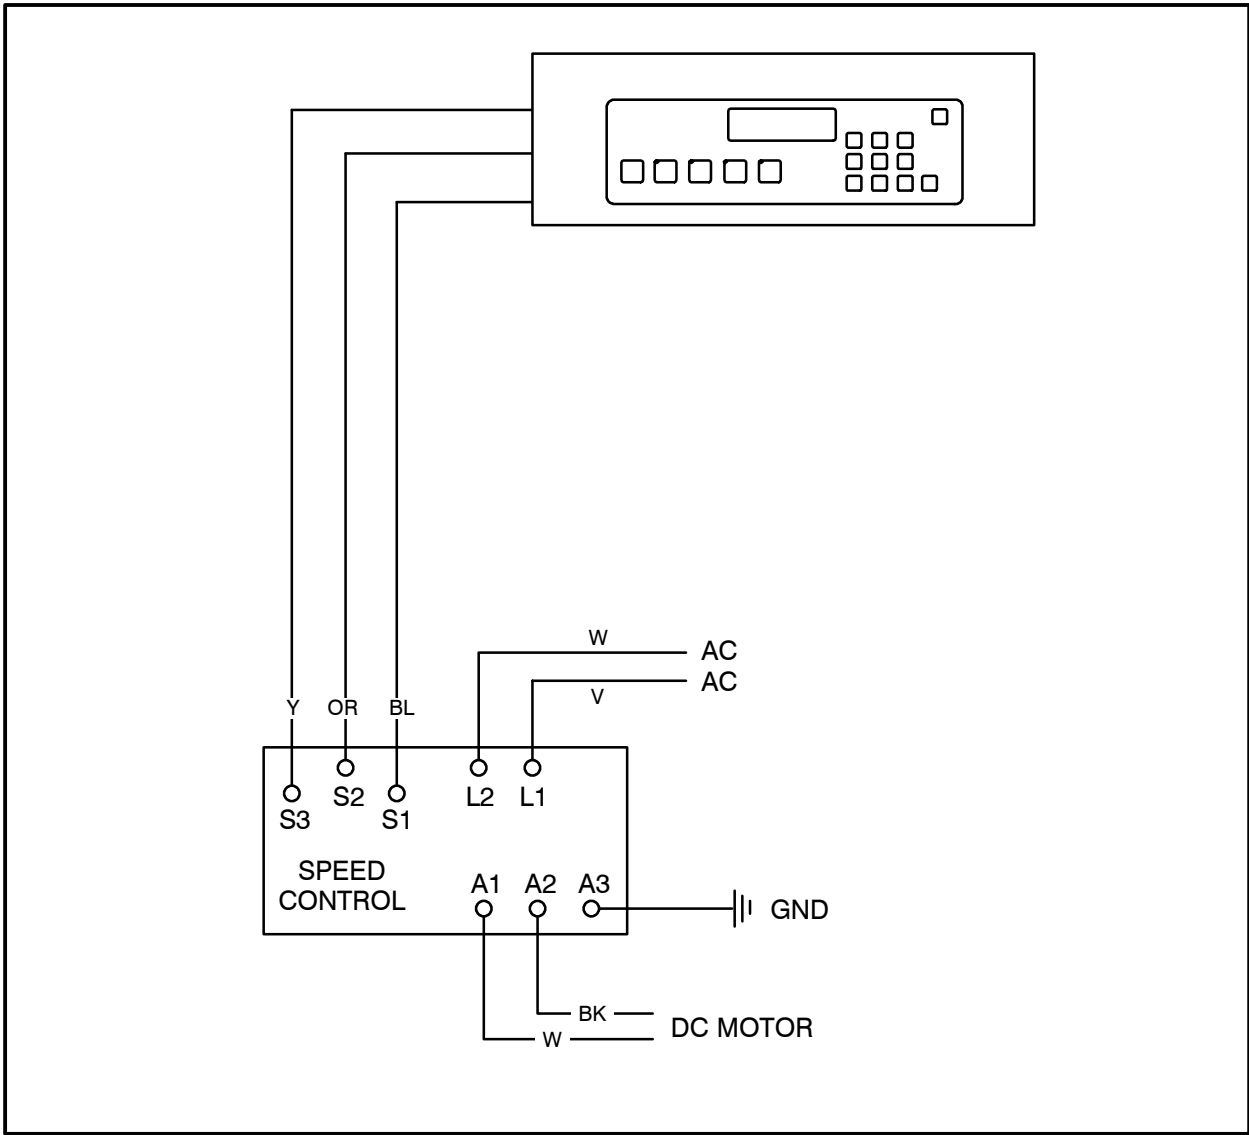 W
AC
AC
V
Y OR BL
S2 L2 L1
S3 S1
SPEED
CONTROL
A1 A2 A3
GND
BK
DC MOTOR
W